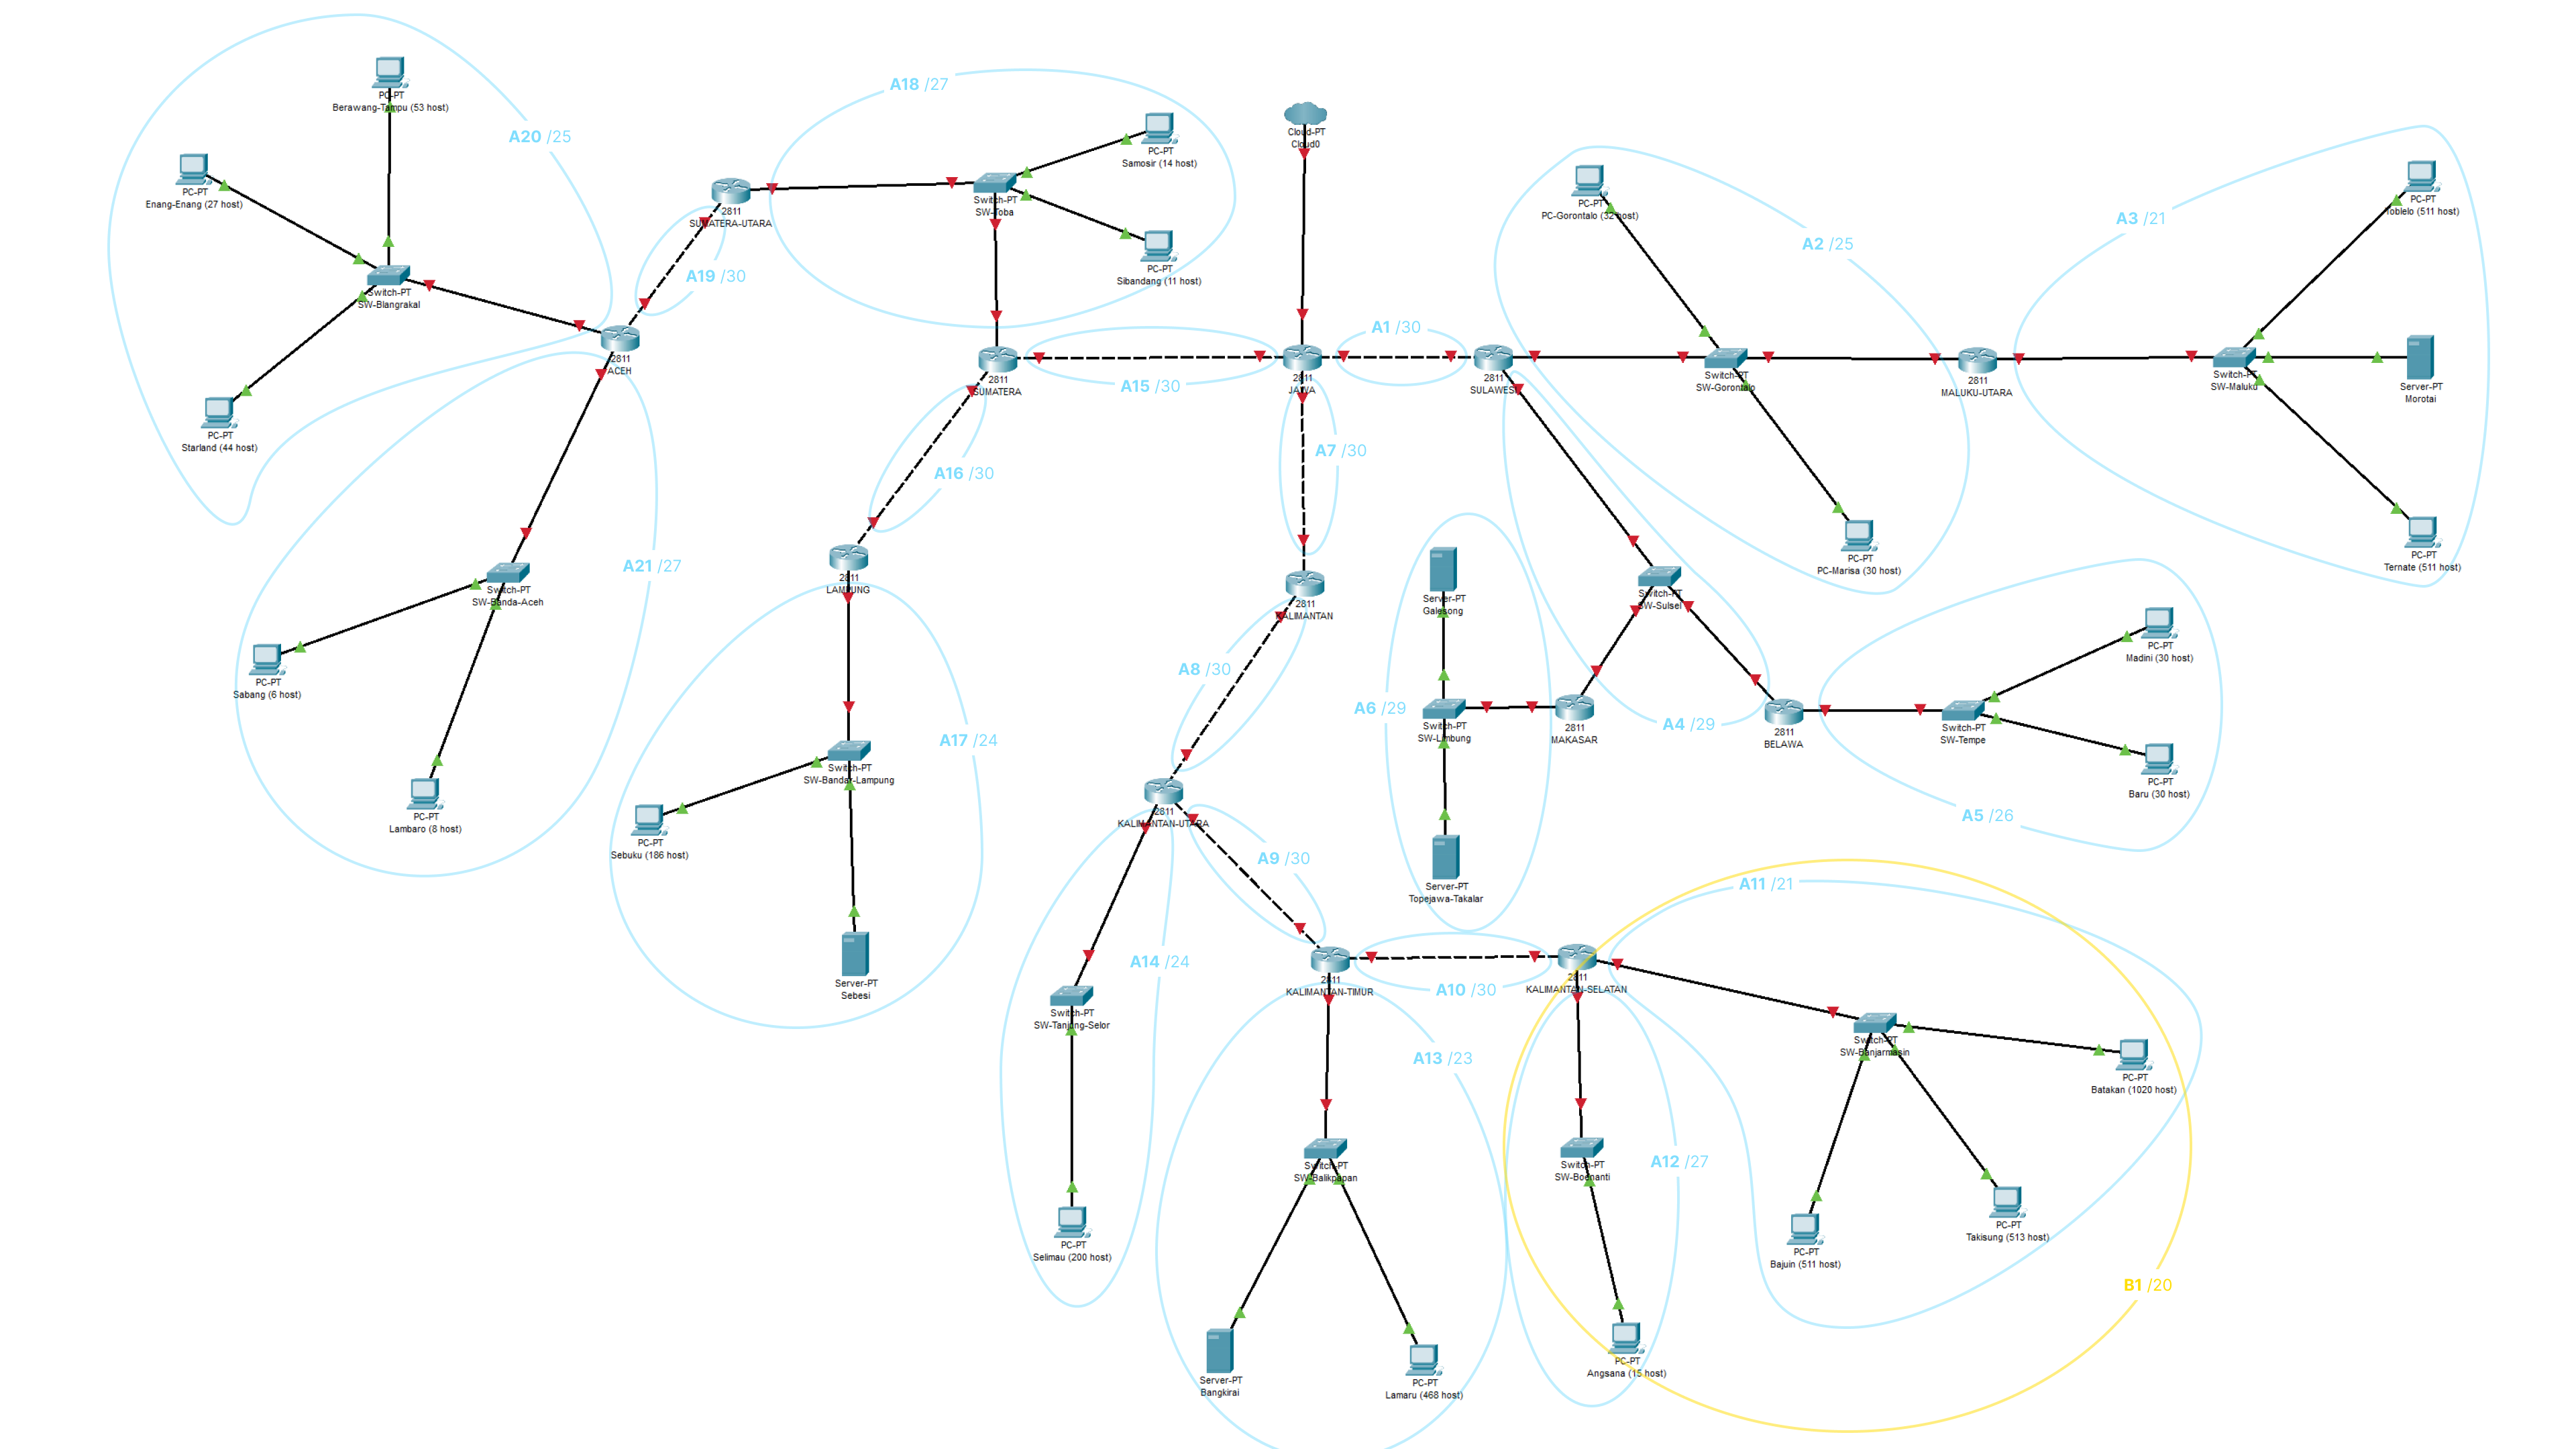 PC-PT
Berawang-Tampu (53 host)
A20 /25
PC-PT
Enang-Enang (27 host)
Switch-PT
SW-Blangrakal
PC-PT
Starland (44 host)
2811
ACEH
A19 /30
2811
SUMATERA-UTARA
A18 /27
Switch-PT
SW-Toba
PC-PT
Samosir (14 host)
PC-PT
Sibandang (11 host)
Cloud-PT
Cloud0
2811
SUMATERA
A15 /30
2811
JAWA
A1 /30
2811
SULAWESI
PC-PT
PC-Gorontalo (32 host)
A2 /25
Switch-PT
SW-Gorontalo
PC-PT
PC-Marisa (30 host)
2811
MALUKU-UTARA
A3 /21
Switch-PT
SW-Maluku
PC-PT
Toblelo (511 host)
Server-PT
Morotai
PC-PT
Ternate (511 host)
A16 /30
A7 /30
A21 /27
Switch-PT
SW-Banda-Aceh
PC-PT
Sabang (6 host)
PC-PT
Lambaro (8 host)
2811
LAMPUNG
A17 /24
Switch-PT
SW-Bandar-Lampung
PC-PT
Sebuku (186 host)
Server-PT
Sebesi
2811
KALIMANTAN
A8 /30
2811
KALIMANTAN-UTARA
A9 /30
Server-PT
Galesong
A6 /29
Switch-PT
SW-Limbung
Server-PT
Topejawa-Takalar
2811
MAKASAR
Switch-PT
SW-Sulsel
A4 /29
2811
BELAWA
Switch-PT
SW-Tempe
PC-PT
Madini (30 host)
PC-PT
Baru (30 host)
A5 /26
A14 /24
Switch-PT
SW-Tanjung-Selor
PC-PT
Selimau (200 host)
2811
KALIMANTAN-TIMUR
A10 /30
2811
KALIMANTAN-SELATAN
A11 /21
A13 /23
Switch-PT
SW-Balikpapan
Server-PT
Bangkirai
PC-PT
Lamaru (468 host)
A12 /27
Switch-PT
SW-Boenanti
PC-PT
Angsana (15 host)
Switch-PT
SW-Banjarmasin
PC-PT
Batakan (1020 host)
PC-PT
Bajuin (511 host)
PC-PT
Takisung (513 host)
B1 /20